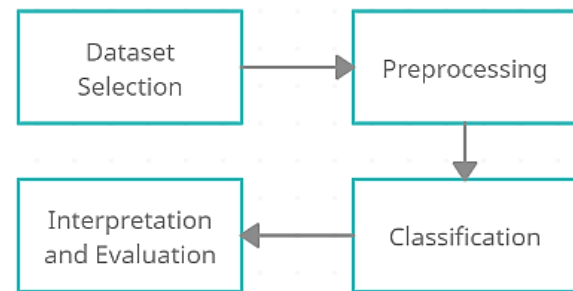 Dataset
Selection
Preprocessing
Classification
Interpretation
and Evaluation